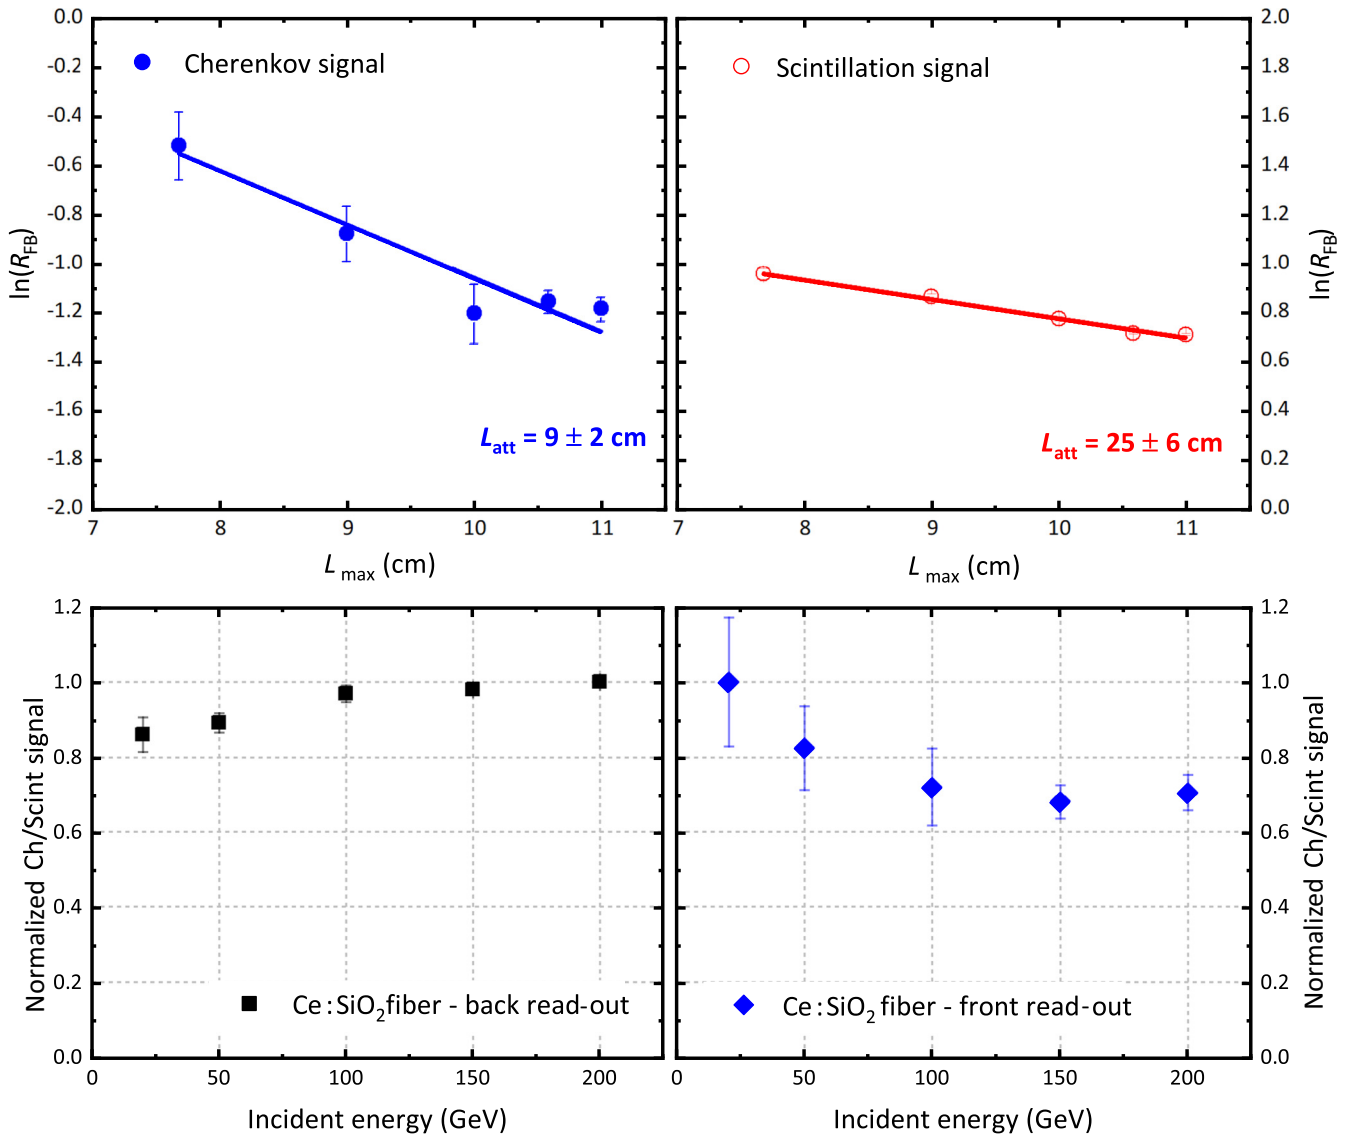 Cherenkov signal
0.0
-0.2
-0.4
-0.6
-0.8
-1.0
-1.2
-1.4
-1.6
-1.8
-2.0
ln(R_FB)
L_att = 9 ± 2 cm
7 8 9 10 11
L_max (cm)
Scintillation signal
2.0
1.8
1.6
1.4
1.2
1.0
0.8
0.6
0.4
0.2
0.0
ln(R_FB)
L_att = 25 ± 6 cm
7 8 9 10 11
L_max (cm)
1.2
1.0
0.8
0.6
0.4
0.2
0.0
Normalized Ch/Scint signal
Ce:SiO₂fiber - back read-out
0 50 100 150 200
Incident energy (GeV)
1.2
1.0
0.8
0.6
0.4
0.2
0.0
Normalized Ch/Scint signal
Ce:SiO₂ fiber - front read-out
0 50 100 150 200
Incident energy (GeV)